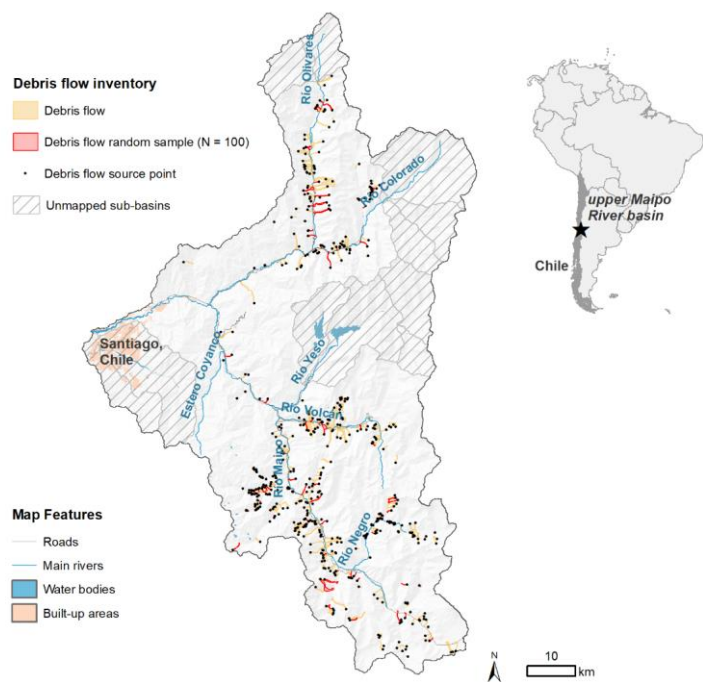 Debris flow inventory
Debris flow
Debris flow random sample (N = 100)
Debris flow source point
Unmapped sub-basins
Río Olivares
Río Colorado
Santiago,
Chile
Estero Coyanco
Río Yeso
Río Volcán
Río Maipo
Río Negro
Map Features
Roads
Main rivers
Water bodies
Built-up areas
upper Maipo
River basin
Chile
N
10
km